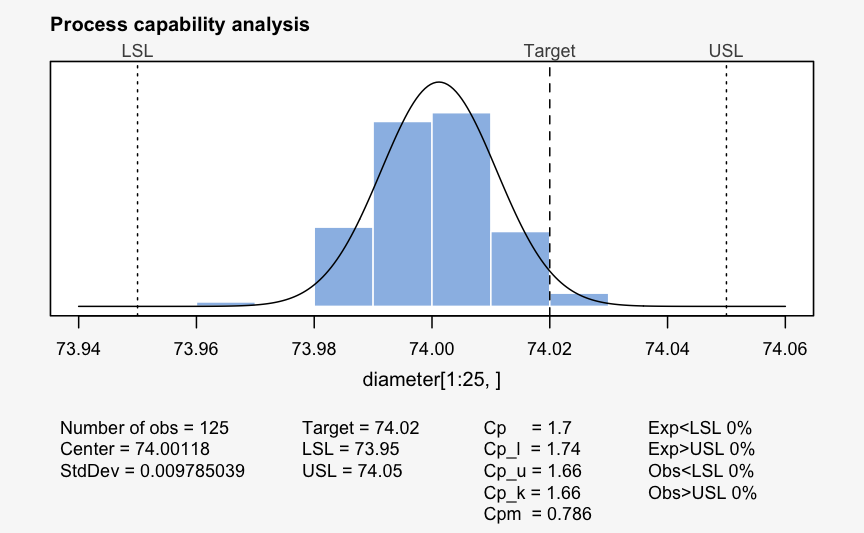 Process capability analysis
LSL Target USL
73.94 73.96 73.98 74.00 74.02 74.04 74.06
diameter[1:25, ]
Number of obs = 125
Center = 74.00118
StdDev = 0.009785039
Target = 74.02
LSL = 73.95
USL = 74.05
Cp = 1.7
Cp_l = 1.74
Cp_u = 1.66
Cp_k = 1.66
Cpm = 0.786
Exp<LSL 0%
Exp>USL 0%
Obs<LSL 0%
Obs>USL 0%